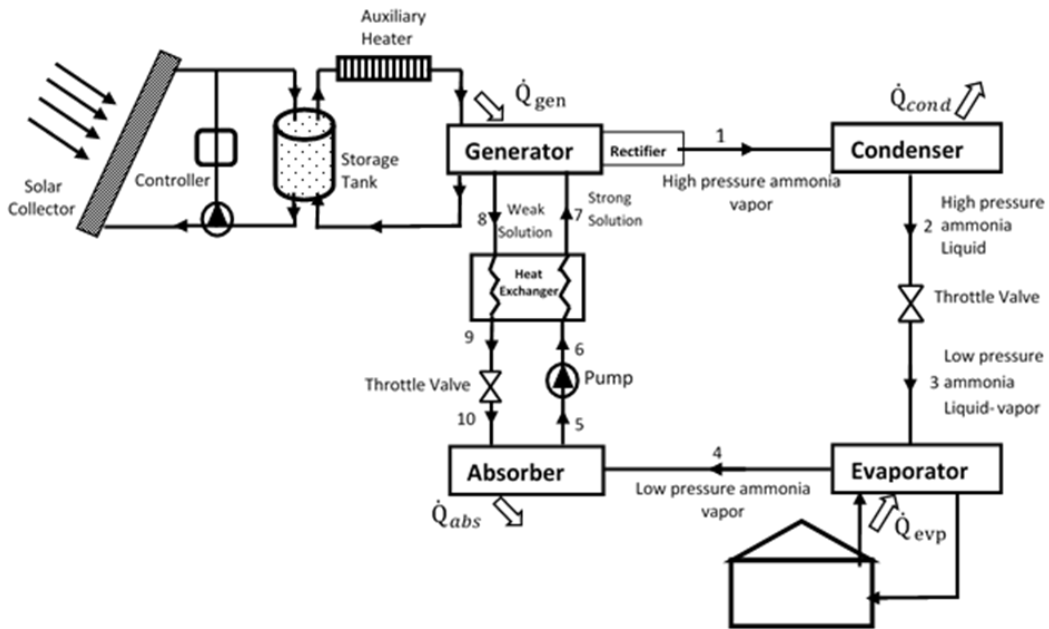 Auxiliary
Heater
Q̇gen
Q̇cond
Generator
Rectifier
1
Condenser
High pressure ammonia
vapor
Solar
Collector
Controller
Storage
Tank
8
Weak
Solution
7
Strong
Solution
2
High pressure
ammonia
Liquid
Heat
Exchanger
Throttle Valve
9
6
Throttle Valve
Pump
10
5
3
Low pressure
ammonia
Liquid-vapor
Absorber
4
Low pressure ammonia
vapor
Evaporator
Q̇abs
Q̇evp